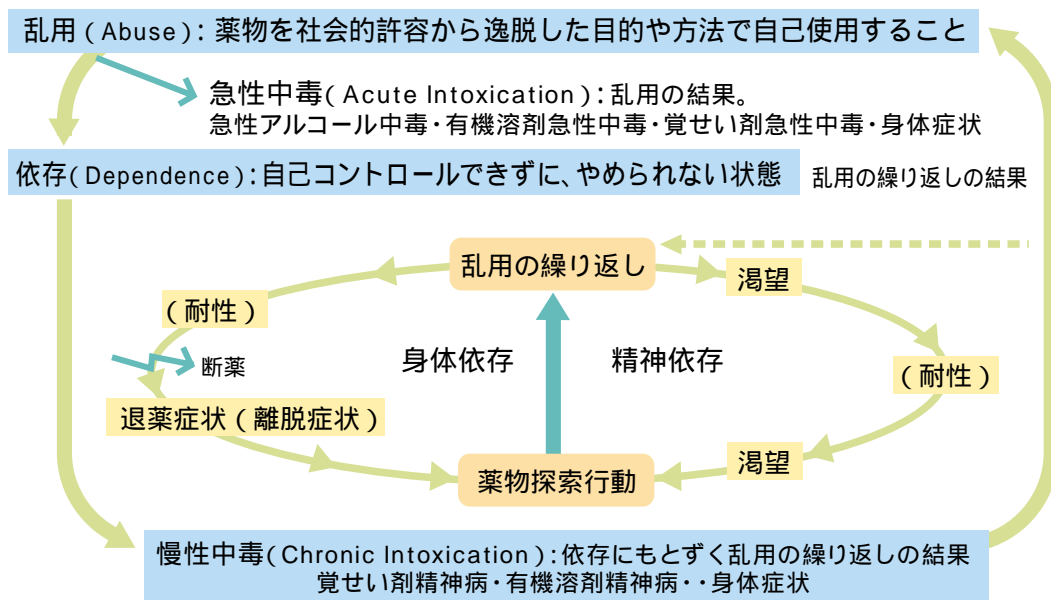 乱用(Abuse):薬物を社会的許容から逸脱した目的や方法で自己使用すること
急性中毒(Acute Intoxication):乱用の結果。
急性アルコール中毒・有機溶剤急性中毒・覚せい剤急性中毒・身体症状
依存(Dependence):自己コントロールできずに、やめられない状態
乱用の繰り返しの結果
乱用の繰り返し
渇望
(耐性)
断薬
身体依存
精神依存
(耐性)
退薬症状(離脱症状)
渇望
薬物探索行動
慢性中毒(Chronic Intoxication):依存にもとずく乱用の繰り返しの結果
覚せい剤精神病・有機溶剤精神病・・身体症状